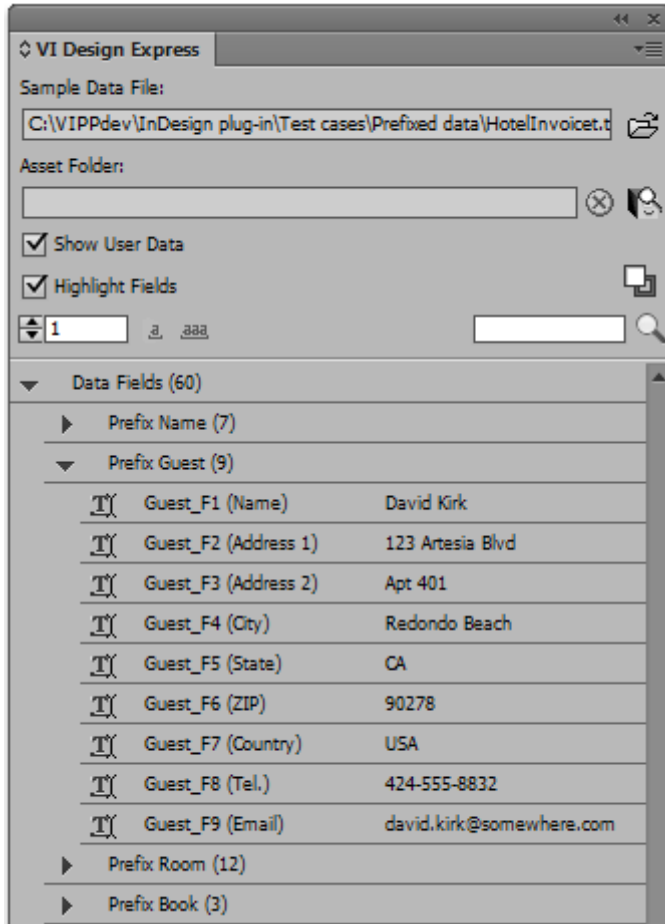 VI Design Express
Sample Data File:
C:\VIPPdev\InDesign plug-in\Test cases\Prefixed data\HotelInvoicet.t
Asset Folder:
Show User Data
Highlight Fields
1 a aaa
Data Fields (60)
Prefix Name (7)
Prefix Guest (9)
T Guest_F1 (Name) David Kirk
T Guest_F2 (Address 1) 123 Artesia Blvd
T Guest_F3 (Address 2) Apt 401
T Guest_F4 (City) Redondo Beach
T Guest_F5 (State) CA
T Guest_F6 (ZIP) 90278
T Guest_F7 (Country) USA
T Guest_F8 (Tel.) 424-555-8832
T Guest_F9 (Email) david.kirk@somewhere.com
Prefix Room (12)
Prefix Book (3)